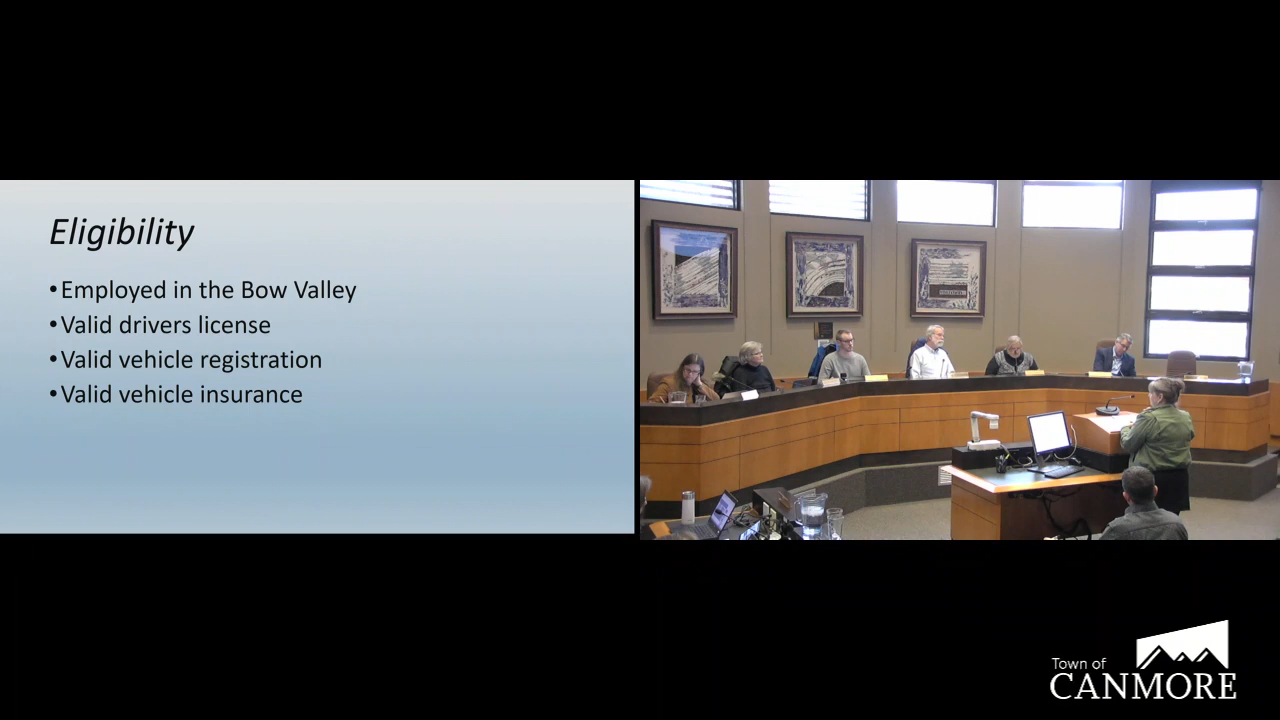 Eligibility
•Employed in the Bow Valley
•Valid drivers license
•Valid vehicle registration
•Valid vehicle insurance
Town of
CANMORE